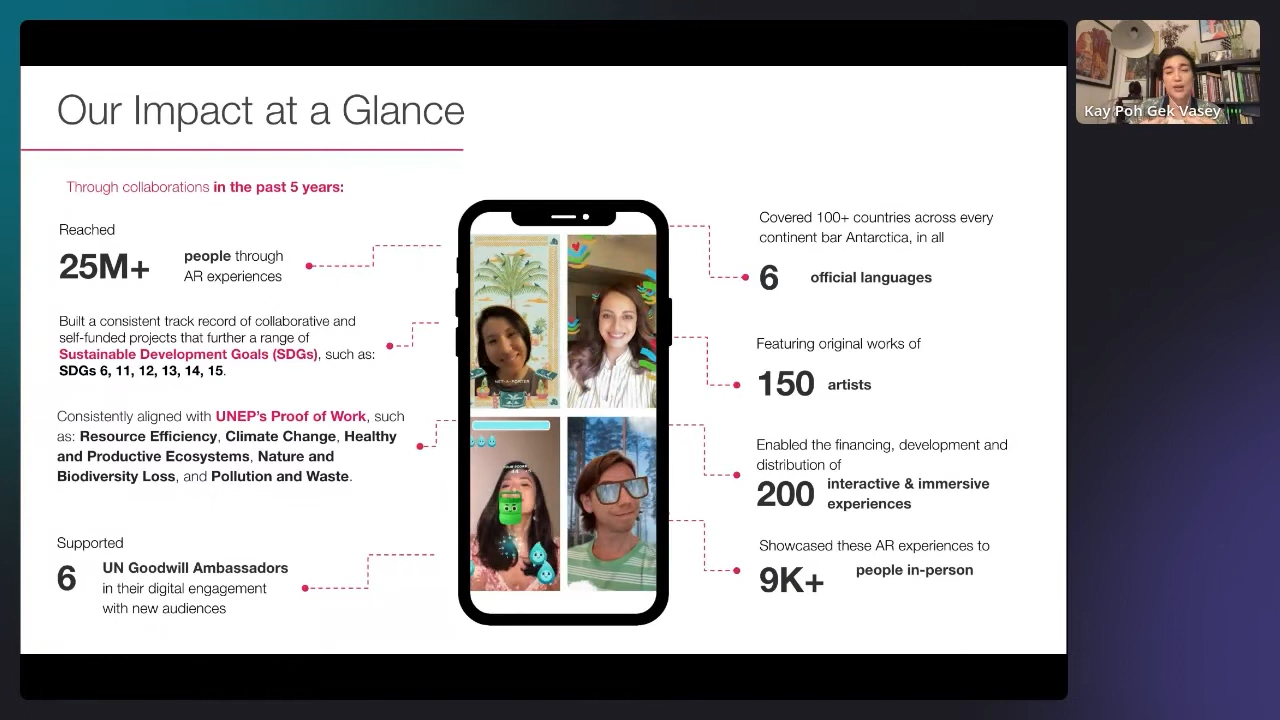 Our Impact at a Glance
Through collaborations in the past 5 years:
Reached
25M+
people through
AR experiences
Built a consistent track record of collaborative and
self-funded projects that further a range of
Sustainable Development Goals (SDGs), such as:
SDGs 6, 11, 12, 13, 14, 15.
Consistently aligned with UNEP's Proof of Work, such
as: Resource Efficiency, Climate Change, Healthy
and Productive Ecosystems, Nature and
Biodiversity Loss, and Pollution and Waste.
Supported
6
UN Goodwill Ambassadors
in their digital engagement
with new audiences
NET-A-PORTER
Covered 100+ countries across every
continent bar Antarctica, in all
6 official languages
Featuring original works of
150 artists
Enabled the financing, development and
distribution of
200
interactive & immersive
experiences
Showcased these AR experiences to
9K+
people in-person
Kay Poh Gek Vasey